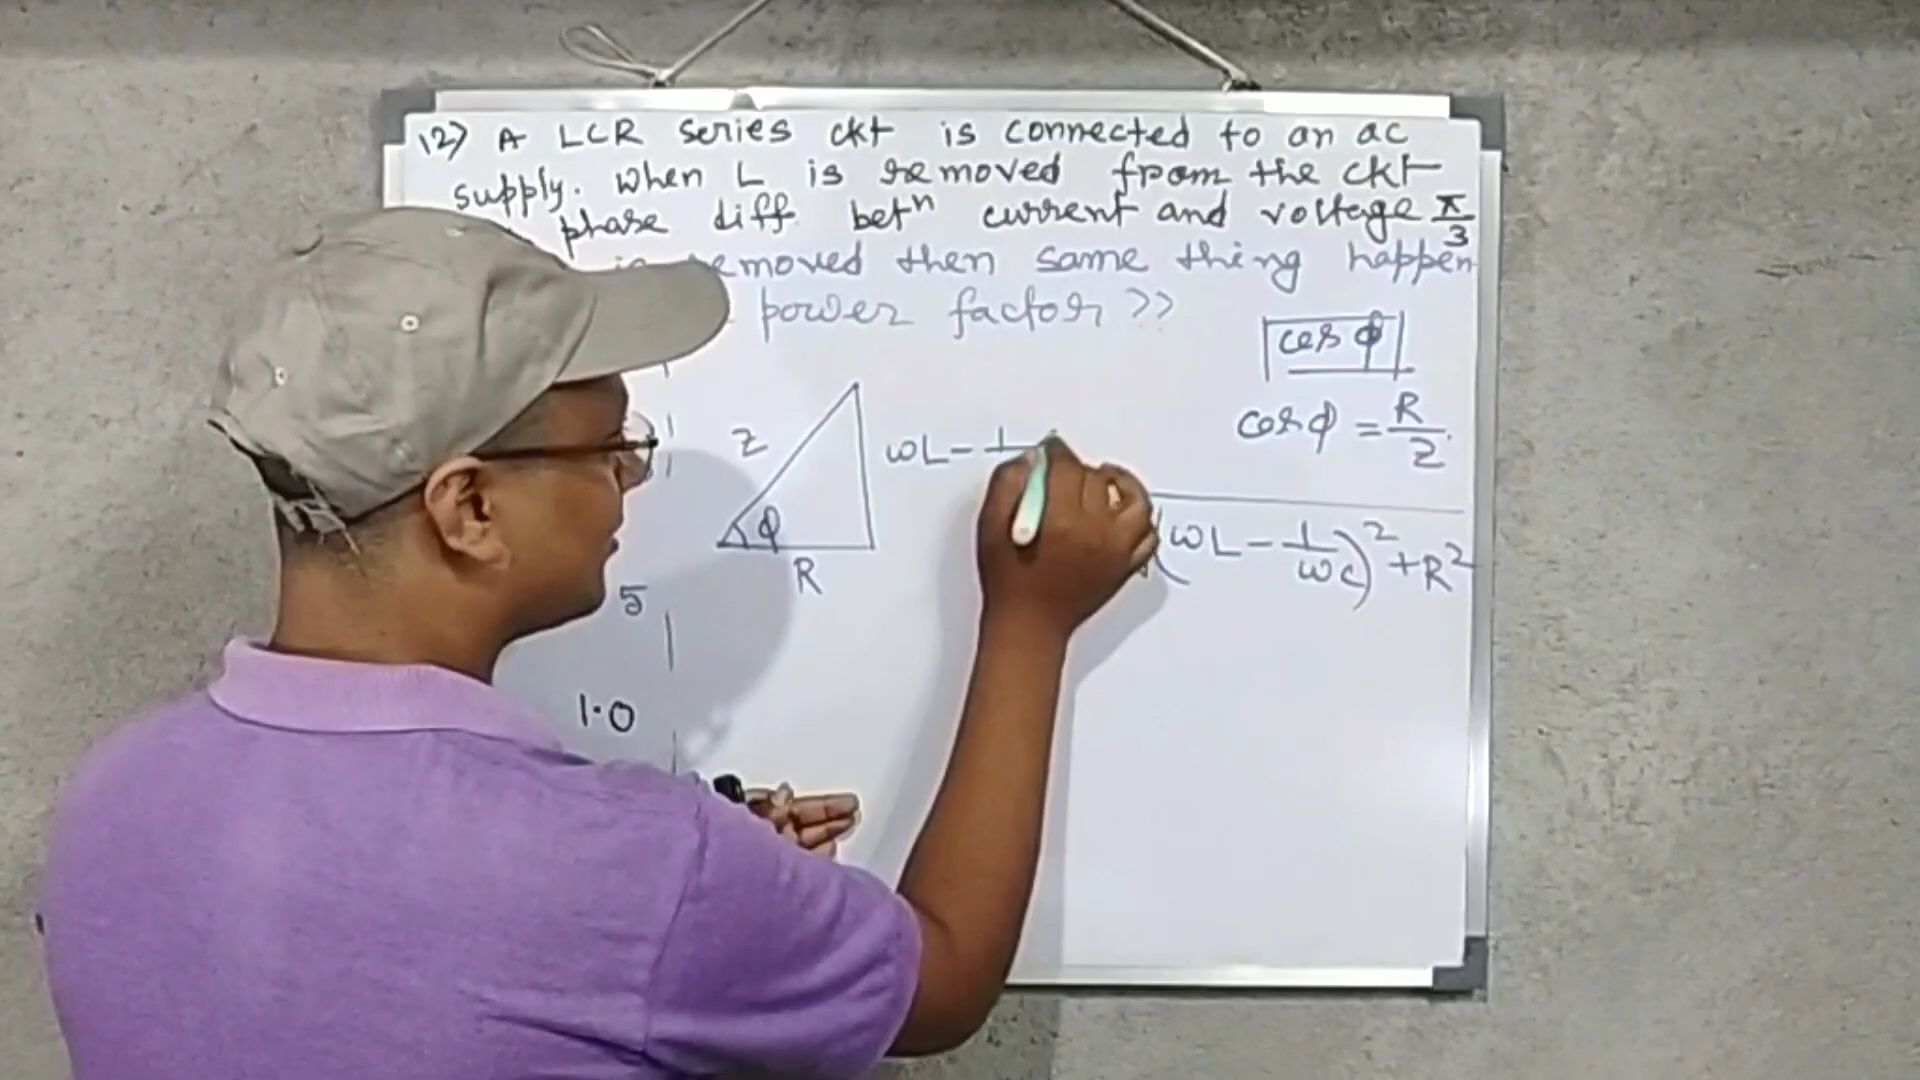 12) A LCR series ckt is connected to an ac
supply. When L is removed from the ckt
phase diff betⁿ current and voltage π/3
is removed then same thing happen
power factor >>
cos ϕ
cos ϕ = R/Z
Z
ωL - 1
ϕ
R
(ωL - 1/ωC)² + R²
5
1.0